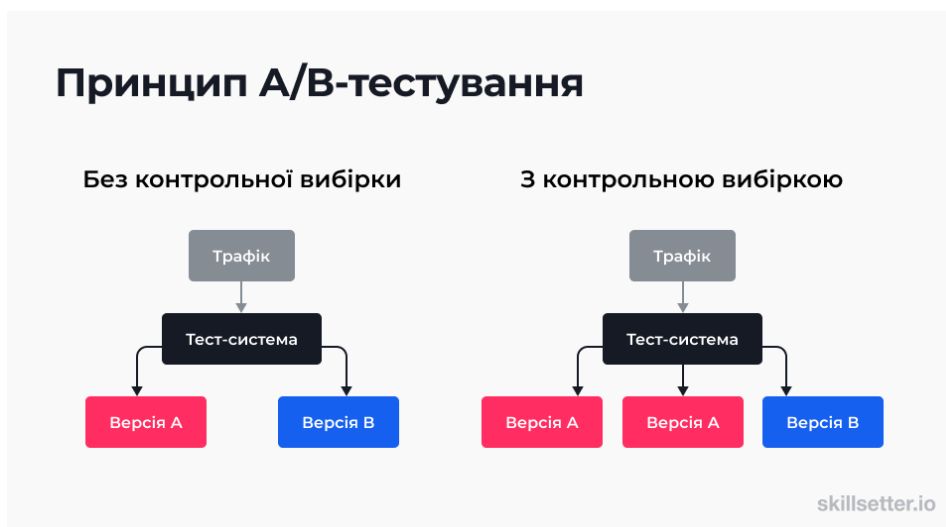 Принцип A/B-тестування
Без контрольної вибірки
Трафік
Тест-система
Версія A
Версія B
З контрольною вибіркою
Трафік
Тест-система
Версія A
Версія A
Версія B
skillsetter.io